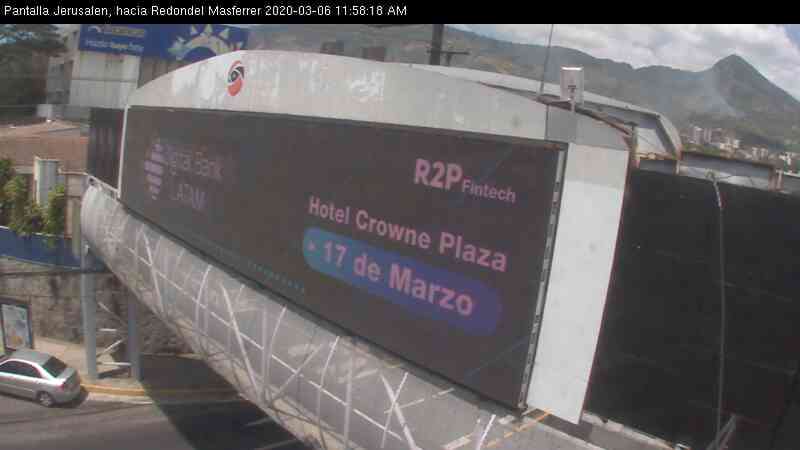 Pantalla Jerusalen, hacia Redondel Masferrer 2020-03-06 11:58:18 AM
Digital Bank
LATAM
R2P Fintech
Hotel Crowne Plaza
17 de Marzo